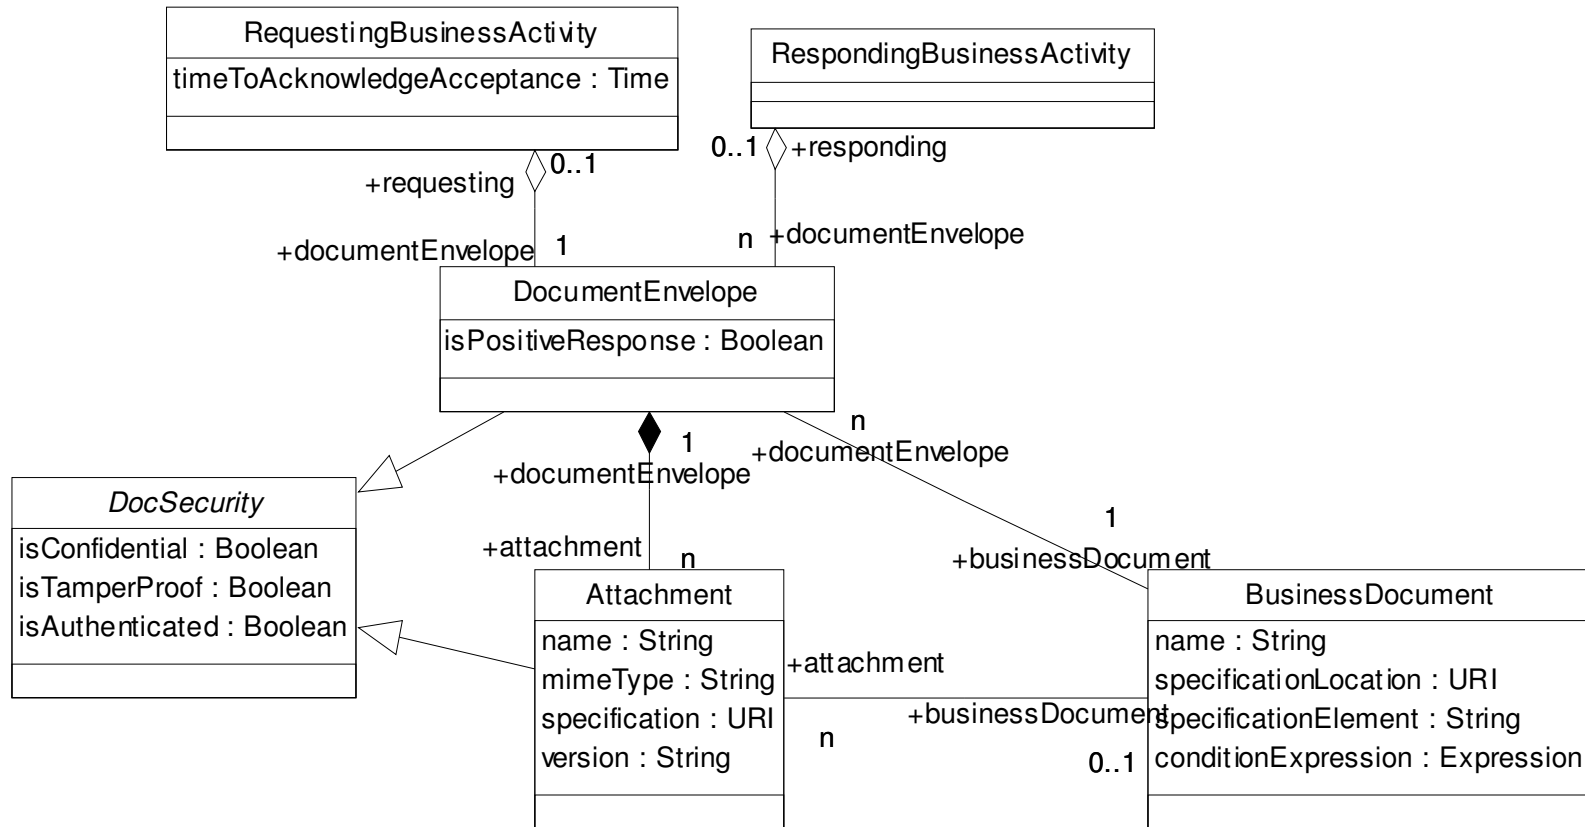 RequestingBusinessActivity
timeToAcknowledgeAcceptance : Time
RespondingBusinessActivity
0..1
+requesting
0..1
+responding
+documentEnvelope
1
n
+documentEnvelope
DocumentEnvelope
isPositiveResponse : Boolean
1
+documentEnvelope
n
+documentEnvelope
DocSecurity
isConfidential : Boolean
isTamperProof : Boolean
isAuthenticated : Boolean
+attachment
n
1
+businessDocument
Attachment
name : String
mimeType : String
specification : URI
version : String
+attachment
n
+businessDocument
0..1
BusinessDocument
name : String
specificationLocation : URI
specificationElement : String
conditionExpression : Expression